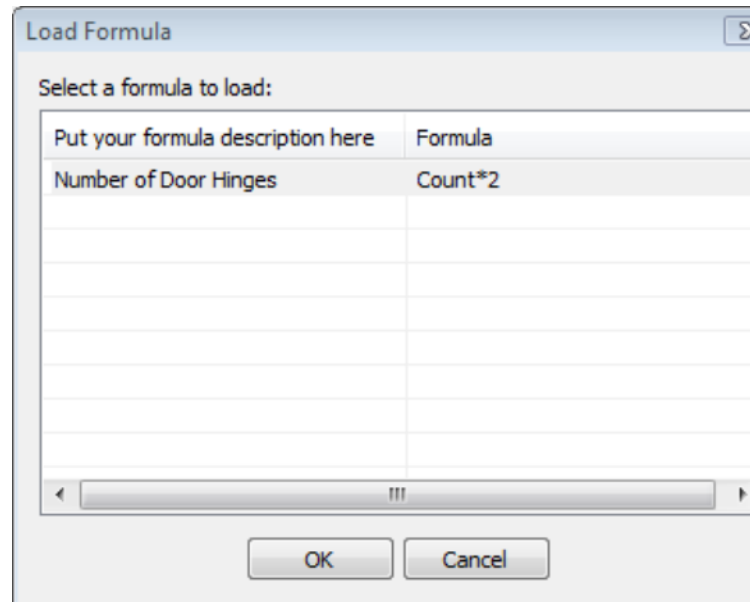 Load Formula
Select a formula to load:
Put your formula description here Formula
Number of Door Hinges Count*2
OK Cancel